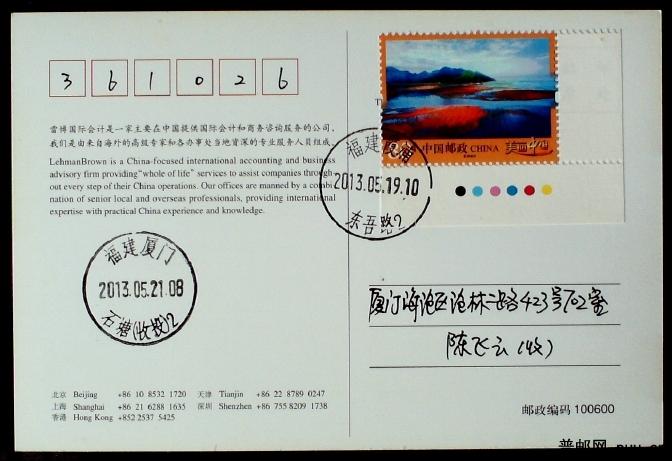 3 6 1 0 2 6
雷博国际会计是一家主要在中国提供国际会计和商务咨询服务的公司。
我们是由来自海外的高级专家和各办事处当地资深的专业服务人员组成。
LehmanBrown is a China-focused international accounting and business
advisory firm providing "whole of life" services to assist companies through-
out every step of their China operations. Our offices are manned by a combi-
nation of senior local and overseas professionals, providing international
expertise with practical China experience and knowledge.
中国邮政 CHINA 美丽中国
福建漳浦
2013.05.19.10
东吾路2
福建厦门
2013.05.21.08
石塘(收投)2
厦门海沧区沧林二路423号702室
陈飞云(收)
北京 Beijing +86 10 8532 1720 天津 Tianjin +86 22 8789 0247
上海 Shanghai +86 21 6288 1635 深圳 Shenzhen +86 755 8209 1738
香港 Hong Kong +852 2537 5425
邮政编码 100600
普邮网